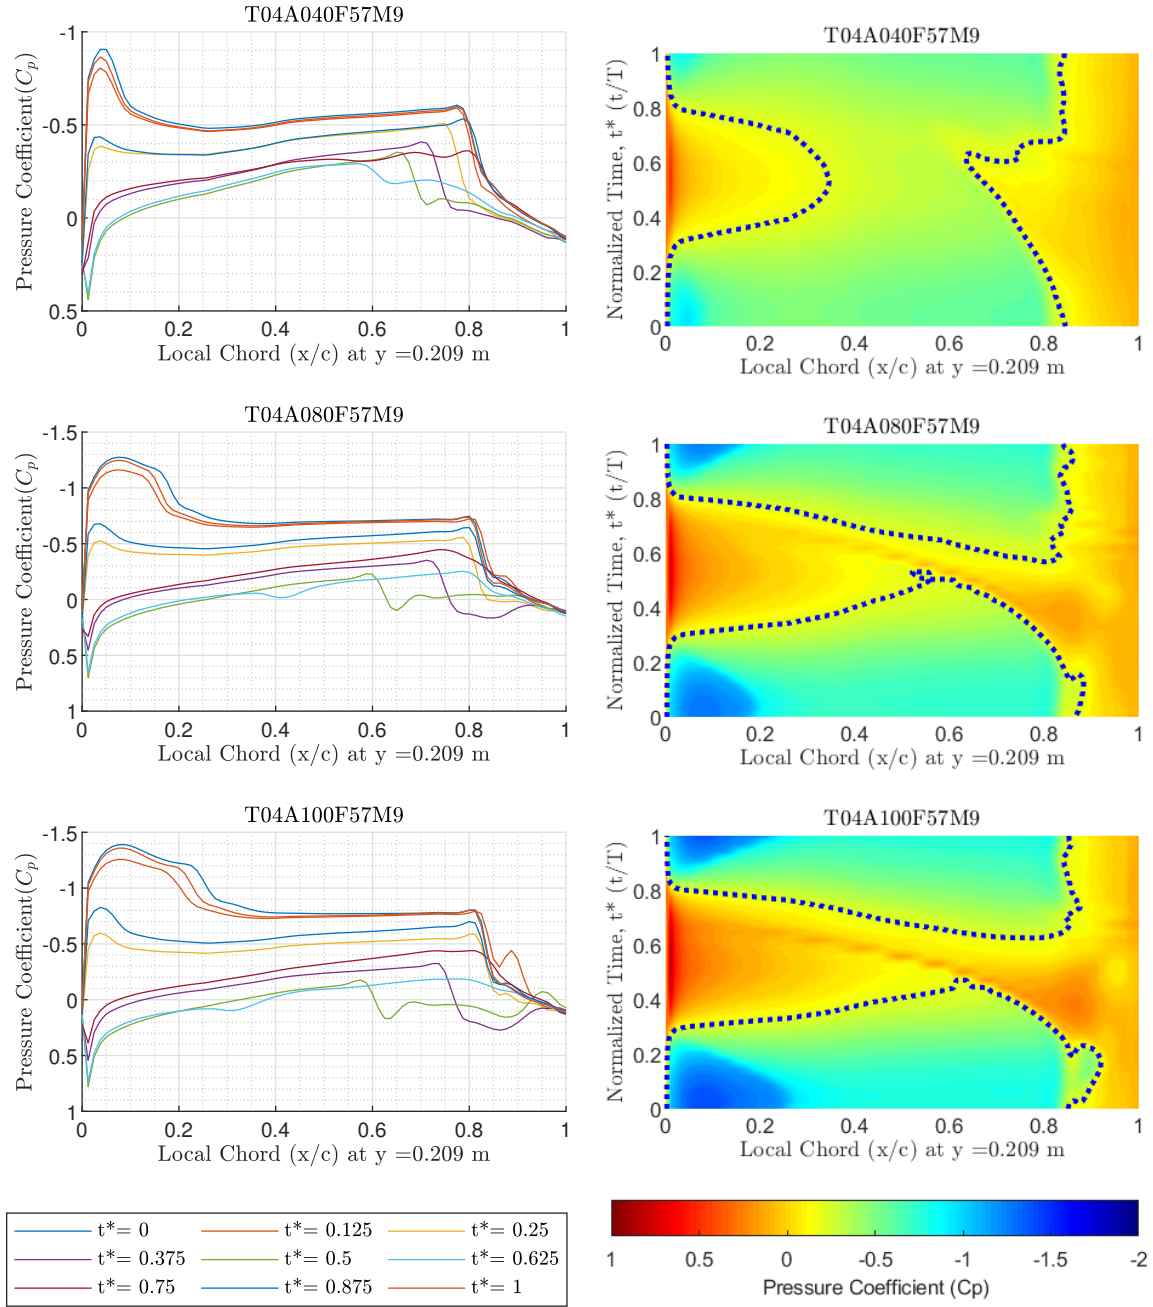 T04A040F57M9
-1
-0.5
0
0.5
Pressure Coefficient(Cp)
0 0.2 0.4 0.6 0.8 1
Local Chord (x/c) at y =0.209 m
T04A040F57M9
1
0.8
0.6
0.4
0.2
0
Normalized Time, t* (t/T)
0 0.2 0.4 0.6 0.8 1
Local Chord (x/c) at y =0.209 m
T04A080F57M9
-1.5
-1
-0.5
0
0.5
1
Pressure Coefficient(Cp)
0 0.2 0.4 0.6 0.8 1
Local Chord (x/c) at y =0.209 m
T04A080F57M9
1
0.8
0.6
0.4
0.2
0
Normalized Time, t* (t/T)
0 0.2 0.4 0.6 0.8 1
Local Chord (x/c) at y =0.209 m
T04A100F57M9
-1.5
-1
-0.5
0
0.5
1
Pressure Coefficient(Cp)
0 0.2 0.4 0.6 0.8 1
Local Chord (x/c) at y =0.209 m
T04A100F57M9
1
0.8
0.6
0.4
0.2
0
Normalized Time, t* (t/T)
0 0.2 0.4 0.6 0.8 1
Local Chord (x/c) at y =0.209 m
t*= 0 t*= 0.125 t*= 0.25
t*= 0.375 t*= 0.5 t*= 0.625
t*= 0.75 t*= 0.875 t*= 1
1 0.5 0 -0.5 -1 -1.5 -2
Pressure Coefficient (Cp)